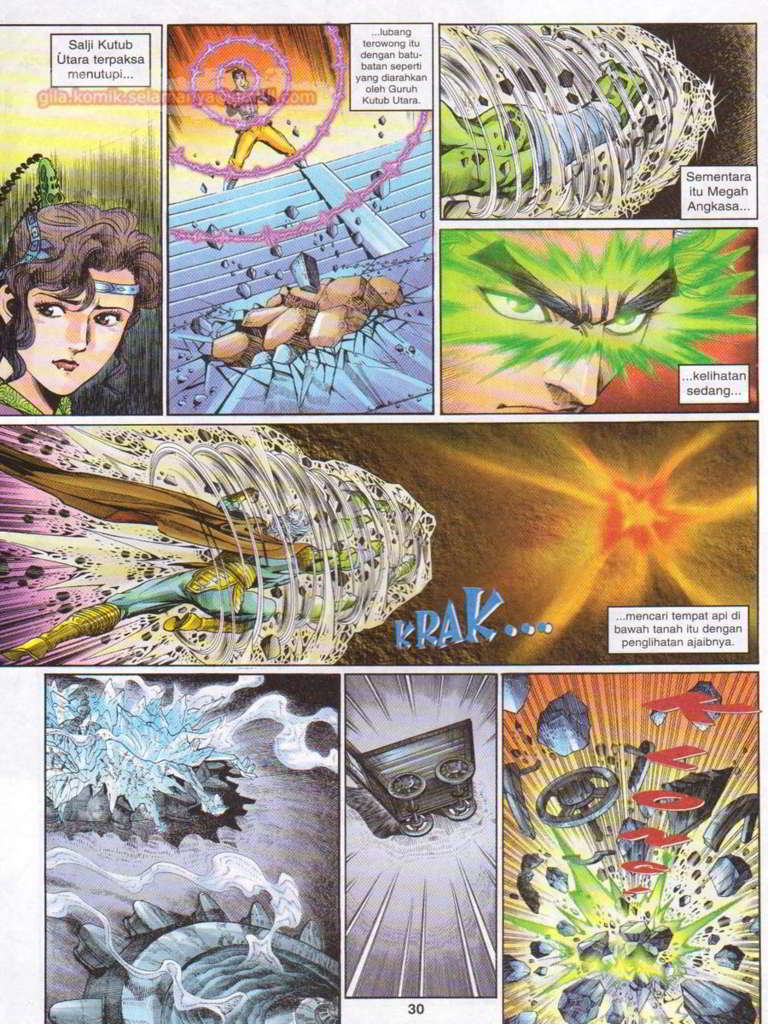 Salji Kutub
Utara terpaksa
menutupi...
...lubang
terowong itu
dengan batu-
batan seperti
yang diarahkan
oleh Guruh
Kutub Utara.
Sementara
itu Megah
Angkasa...
...kelihatan
sedang...
KRAK...
...mencari tempat api di
bawah tanah itu dengan
penglihatan ajaibnya.
30